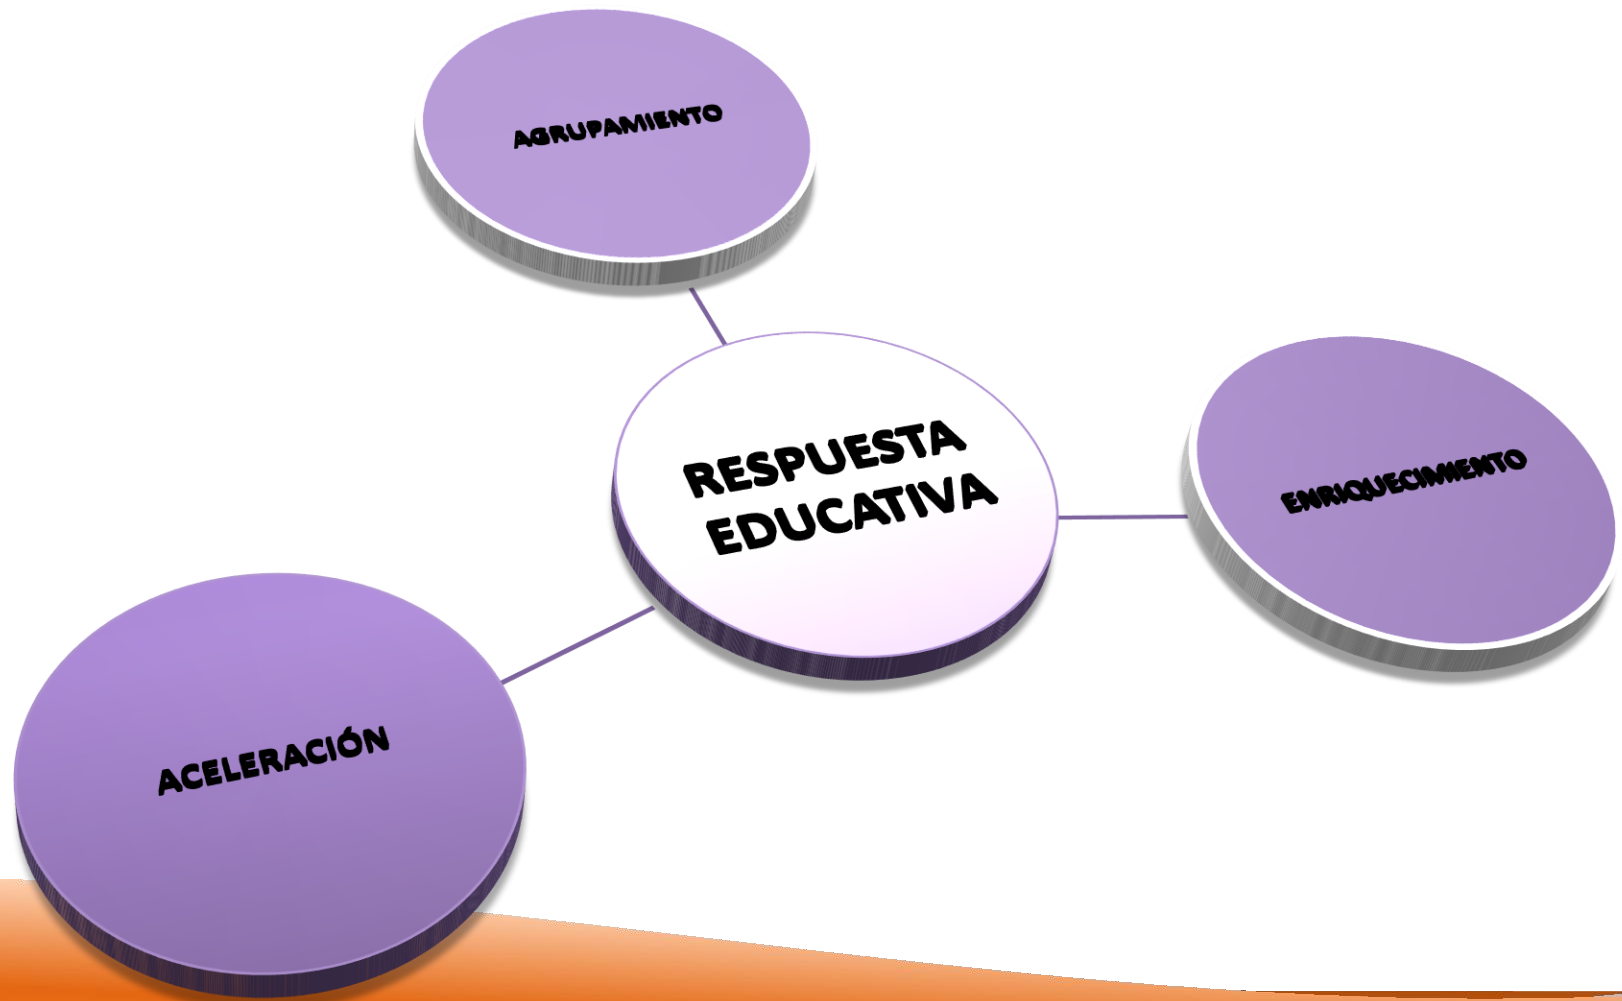 AGRUPAMIENTO
RESPUESTA
EDUCATIVA
ENRIQUECIMIENTO
ACELERACIÓN